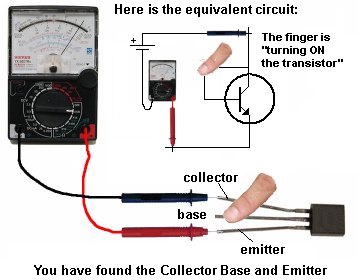 Here is the equivalent circuit:
The finger is
"turning ON
the transistor"
+
collector
base
emitter
You have found the Collector Base and Emitter